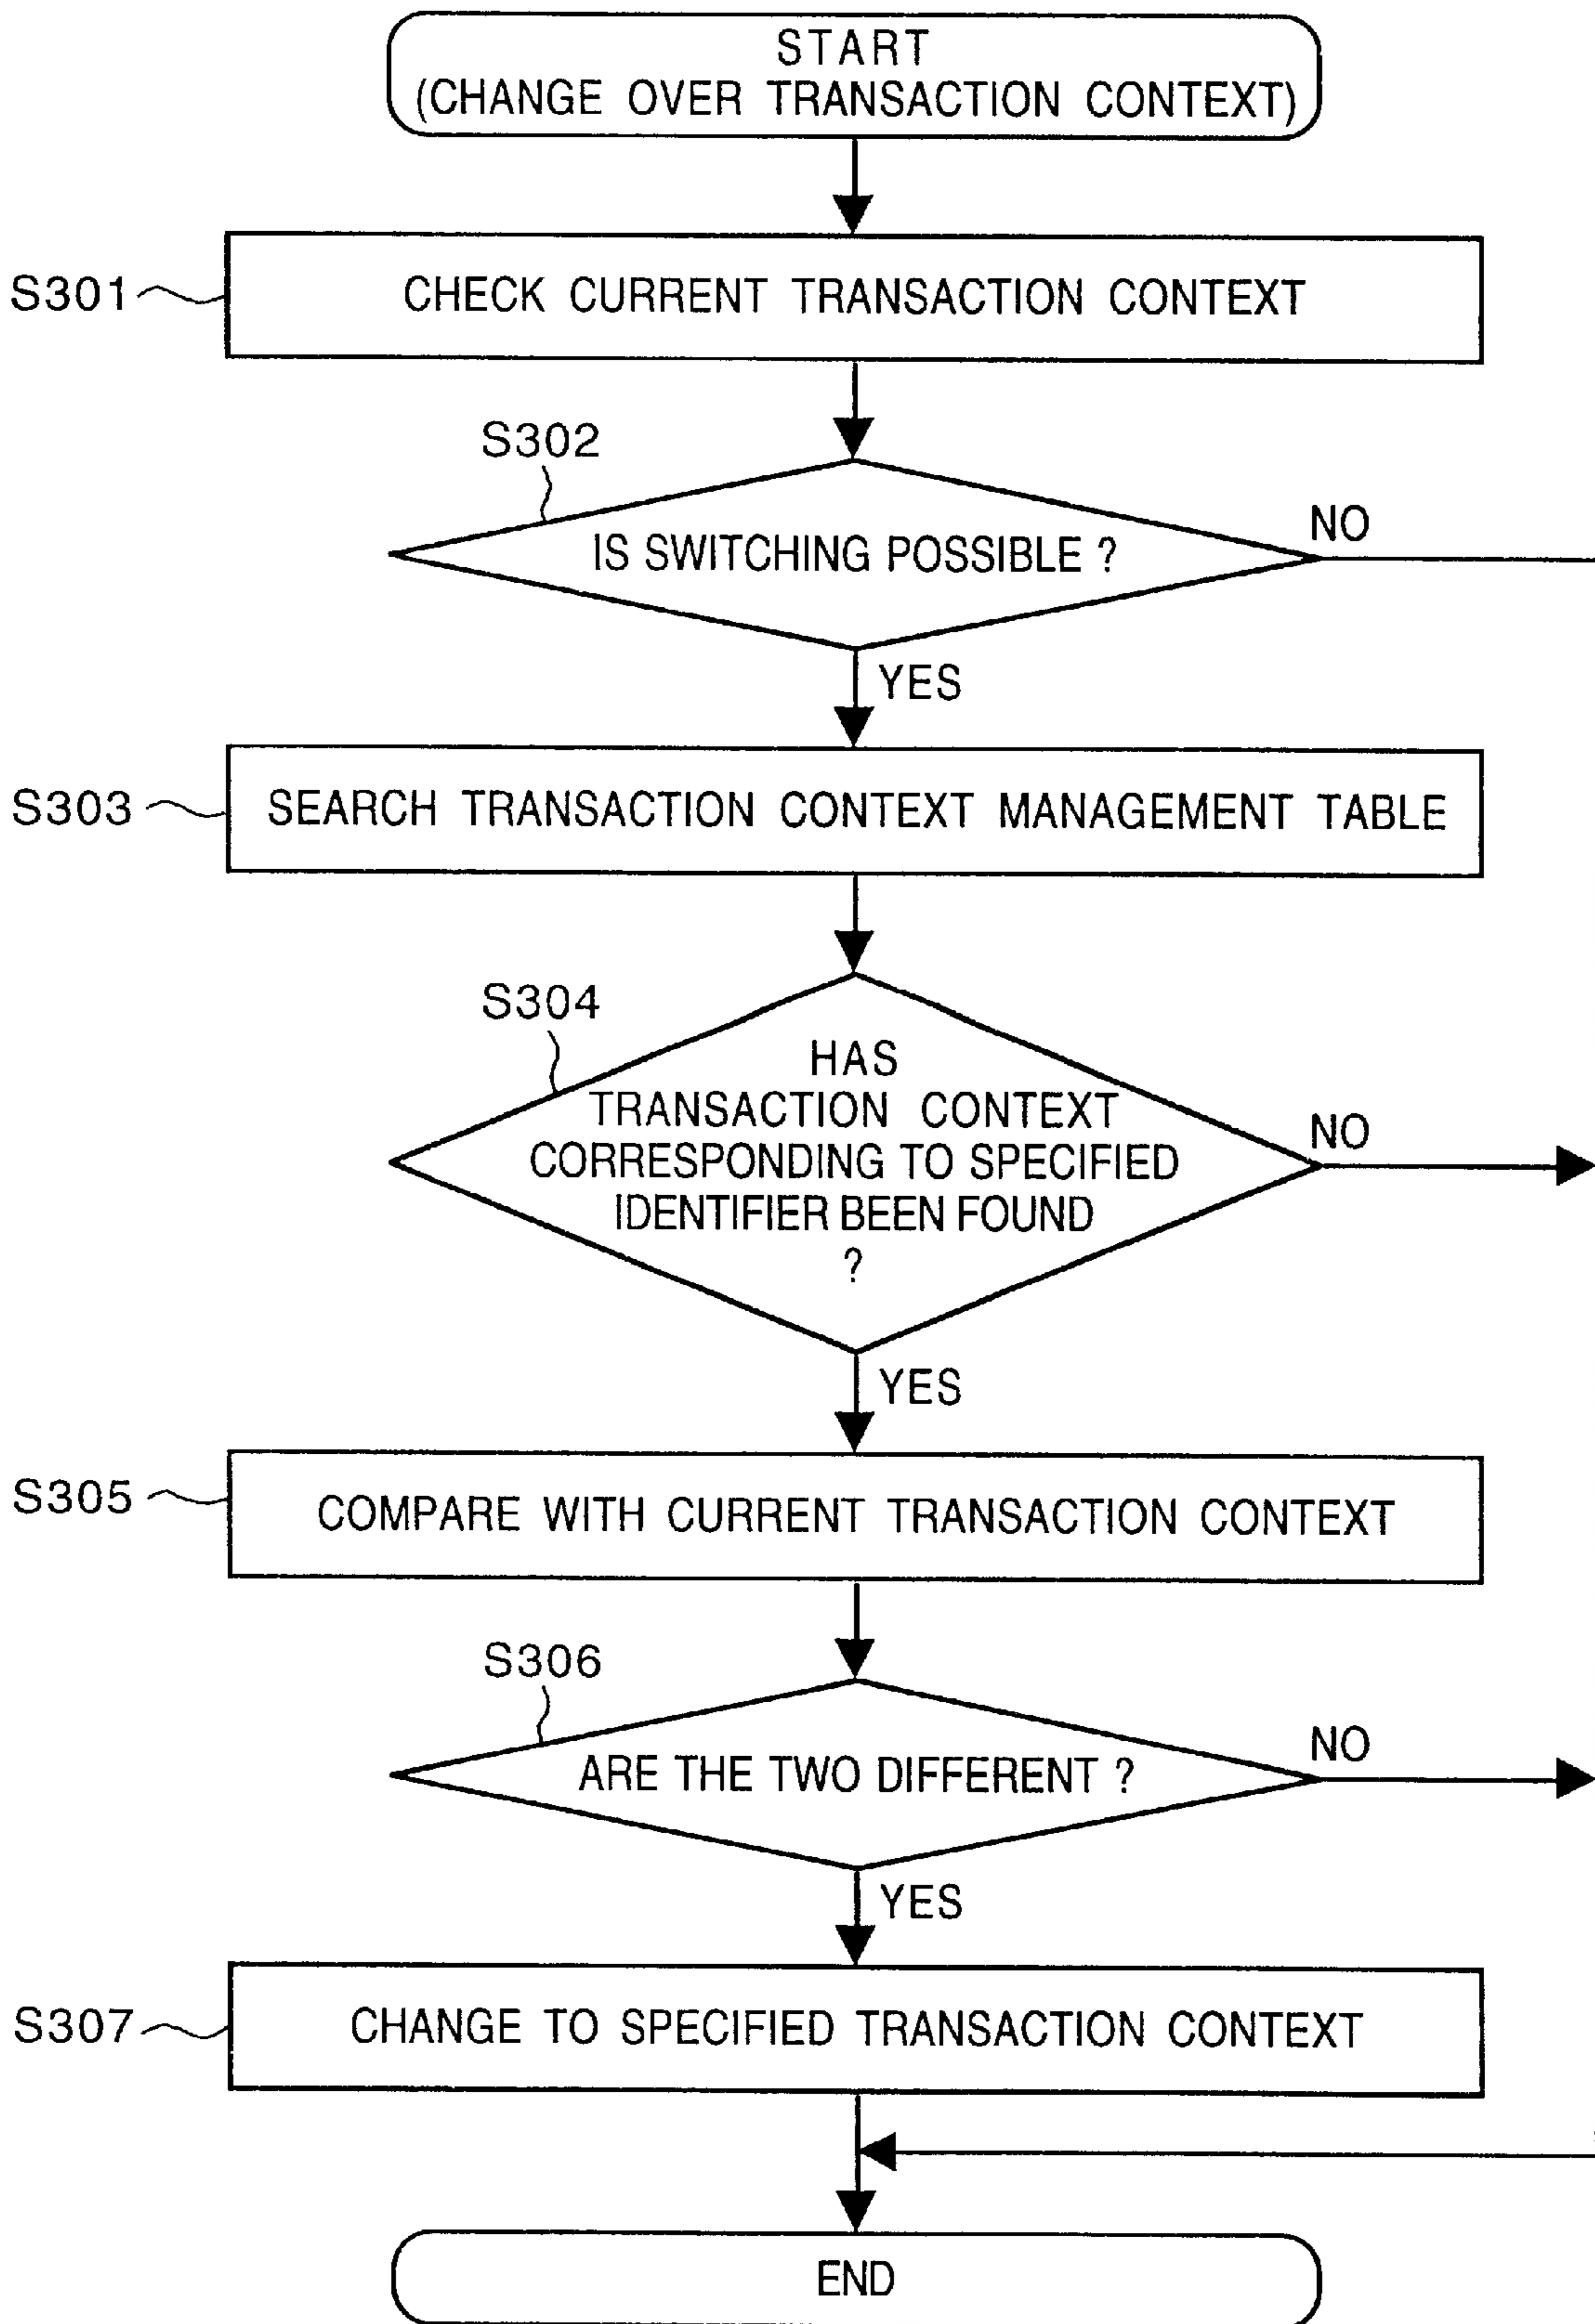 START
(CHANGE OVER TRANSACTION CONTEXT)
S301
CHECK CURRENT TRANSACTION CONTEXT
S302
IS SWITCHING POSSIBLE ?
NO
YES
S303
SEARCH TRANSACTION CONTEXT MANAGEMENT TABLE
S304
HAS
TRANSACTION CONTEXT
CORRESPONDING TO SPECIFIED
IDENTIFIER BEEN FOUND
?
NO
YES
S305
COMPARE WITH CURRENT TRANSACTION CONTEXT
S306
ARE THE TWO DIFFERENT ?
NO
YES
S307
CHANGE TO SPECIFIED TRANSACTION CONTEXT
END